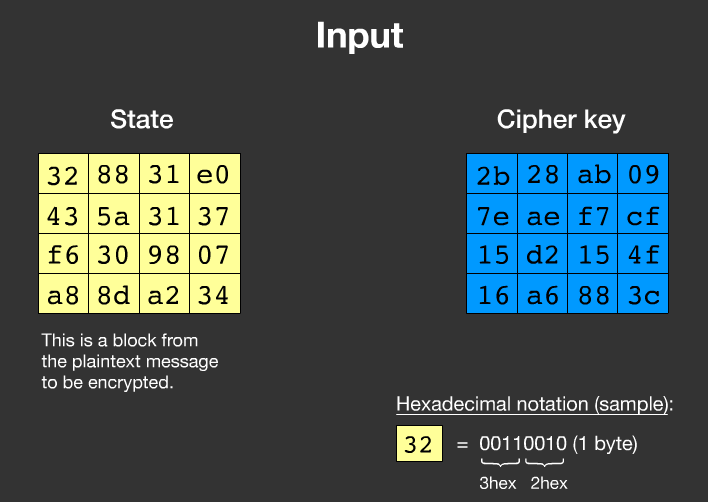 Input
State
32 88 31 e0
43 5a 31 37
f6 30 98 07
a8 8d a2 34
This is a block from
the plaintext message
to be encrypted.
Cipher key
2b 28 ab 09
7e ae f7 cf
15 d2 15 4f
16 a6 88 3c
Hexadecimal notation (sample):
32 = 00110010 (1 byte)
3hex 2hex